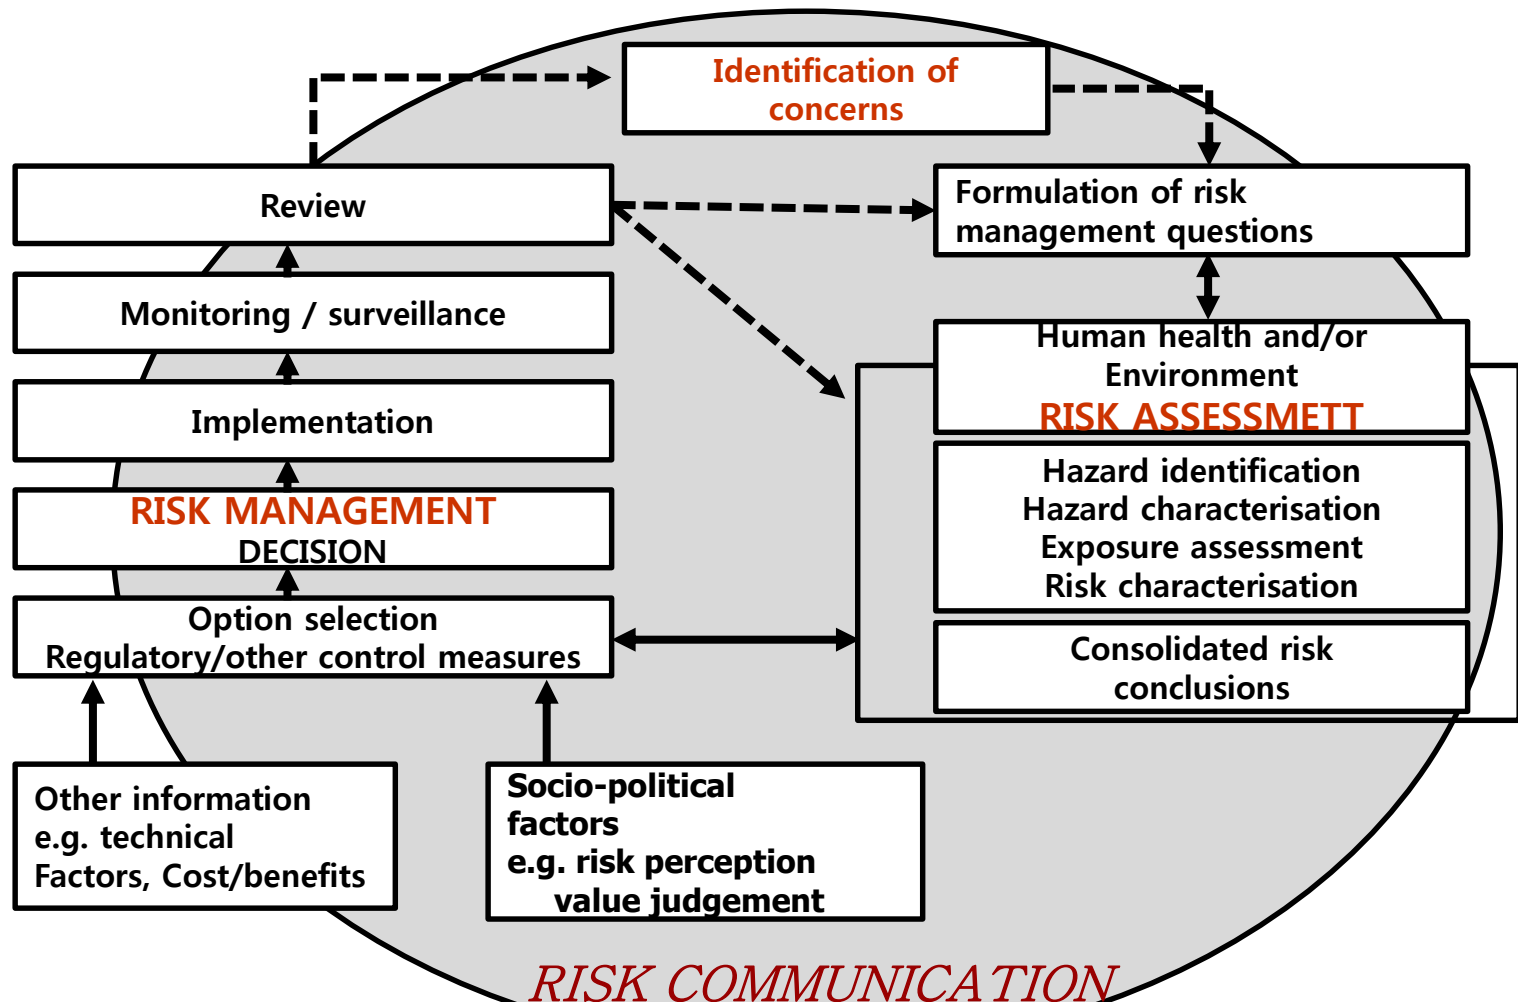 Identification of
concerns
Review
Formulation of risk
management questions
Monitoring / surveillance
Human health and/or
Environment
RISK ASSESSMETT
Implementation
Hazard identification
Hazard characterisation
Exposure assessment
Risk characterisation
RISK MANAGEMENT
DECISION
Option selection
Regulatory/other control measures
Consolidated risk
conclusions
Other information
e.g. technical
Factors, Cost/benefits
Socio-political
factors
e.g. risk perception
value judgement
RISK COMMUNICATION